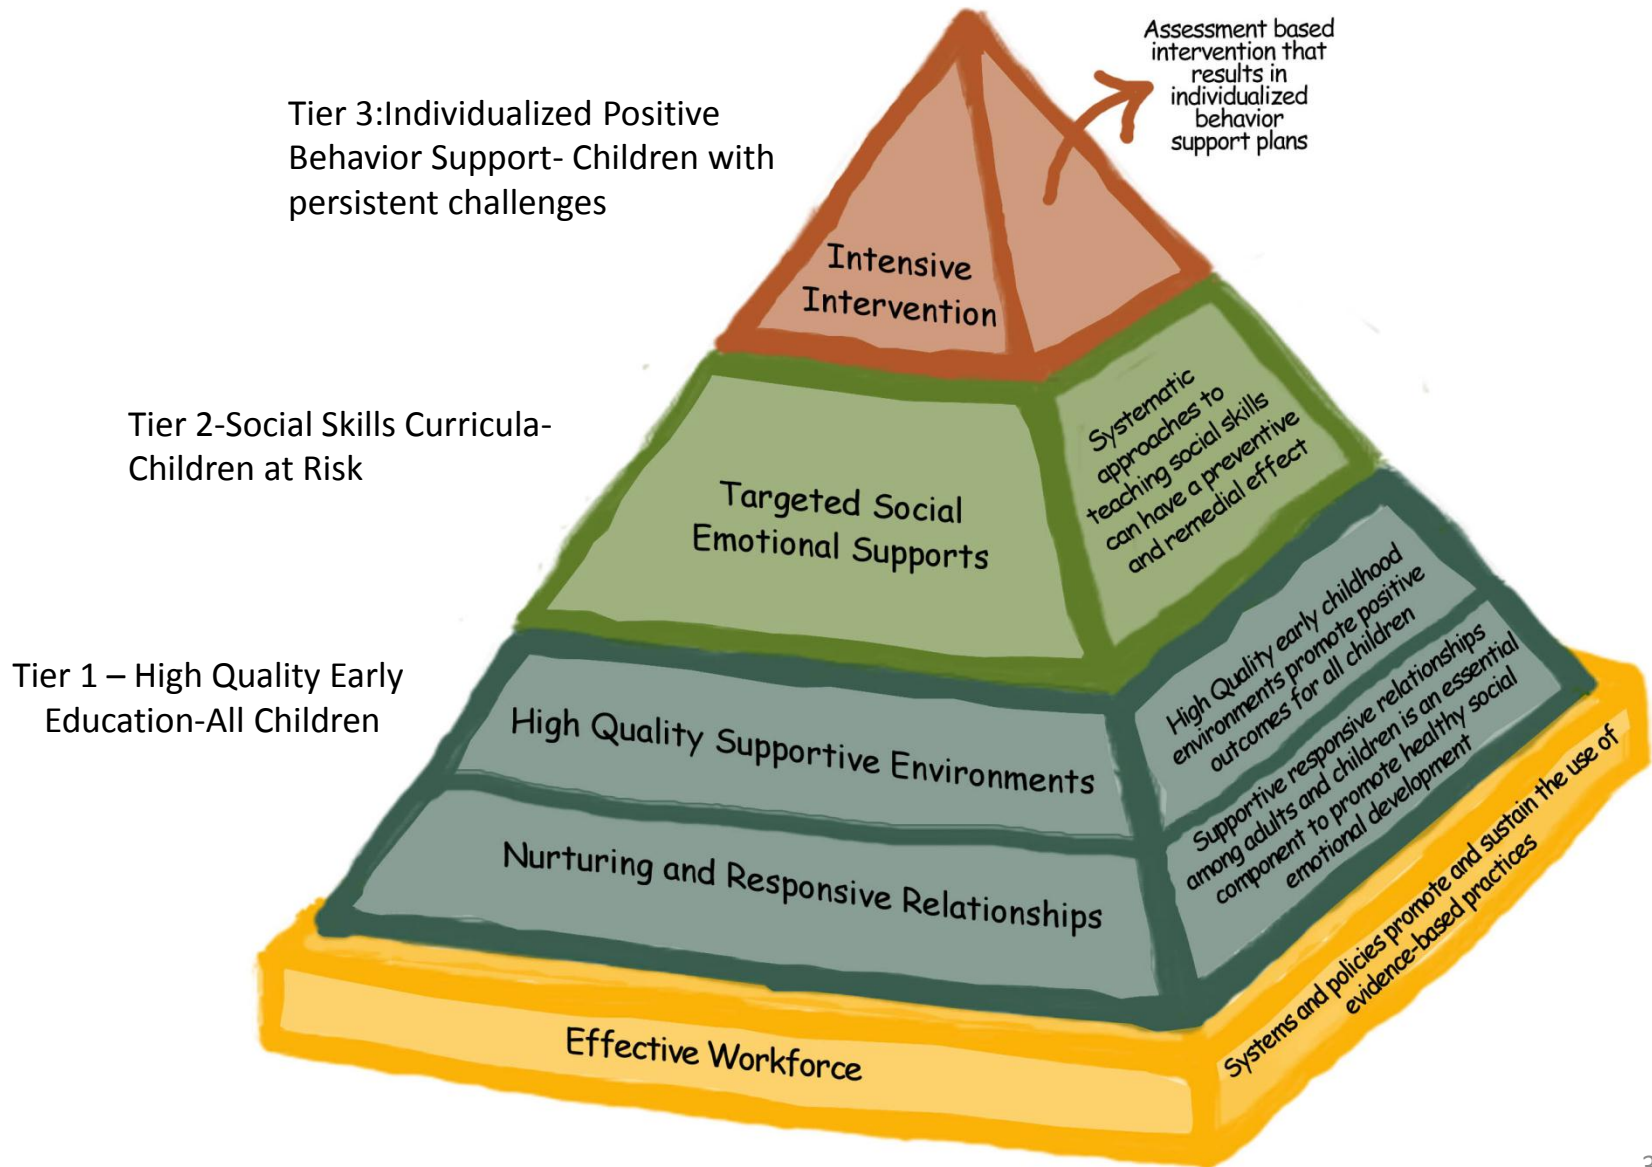 Assessment based
intervention that
results in
individualized
behavior
support plans
Tier 3:Individualized Positive
Behavior Support- Children with
persistent challenges
Intensive
Intervention
Systematic
approaches to
teaching social skills
can have a preventive
and remedial effect
Tier 2-Social Skills Curricula-
Children at Risk
Targeted Social
Emotional Supports
High Quality early childhood
environments promote positive
outcomes for all children
Tier 1 – High Quality Early
Education-All Children
High Quality Supportive Environments
Supportive responsive relationships
among adults and children is an essential
component to promote healthy social
emotional development
Nurturing and Responsive Relationships
Systems and policies promote and sustain the use of
evidence-based practices
Effective Workforce